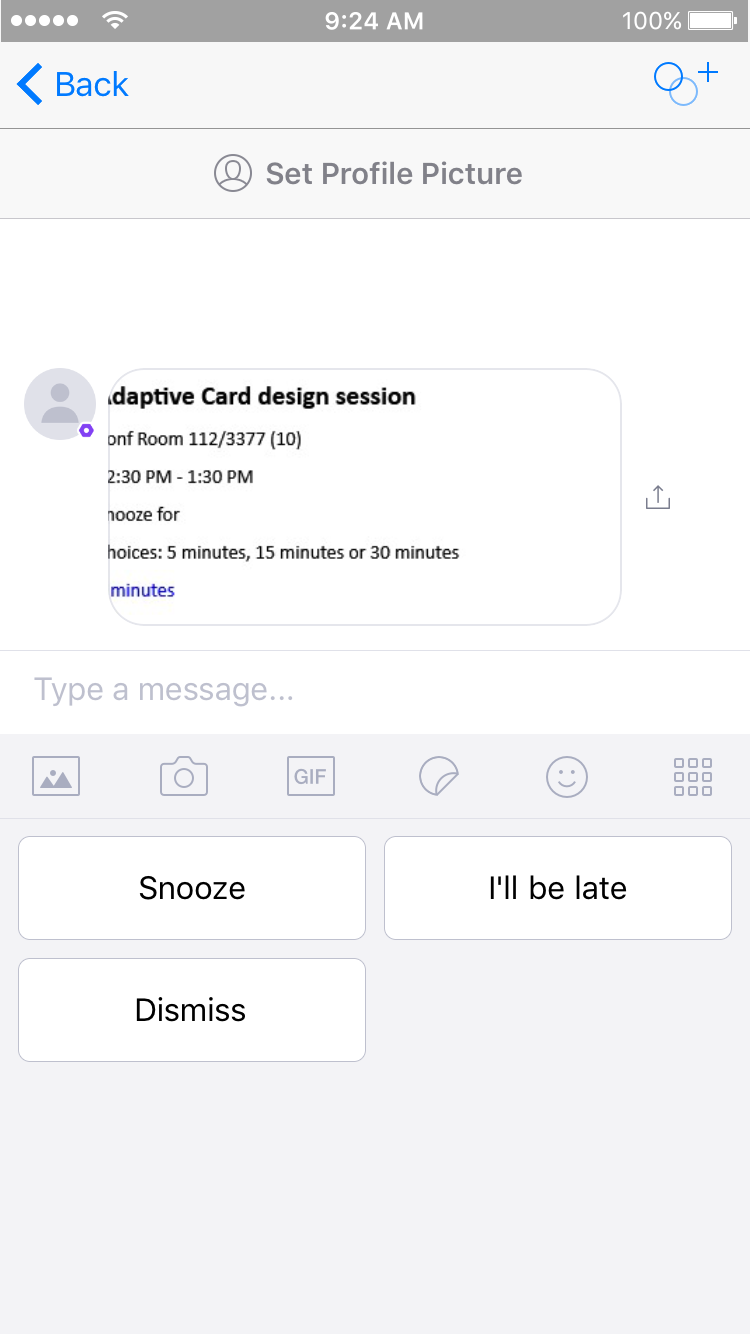 9:24 AM
100%
Back
Set Profile Picture
daptive Card design session
onf Room 112/3377 (10)
2:30 PM - 1:30 PM
nooze for
hoices: 5 minutes, 15 minutes or 30 minutes
minutes
Type a message...
GIF
Snooze
I'll be late
Dismiss